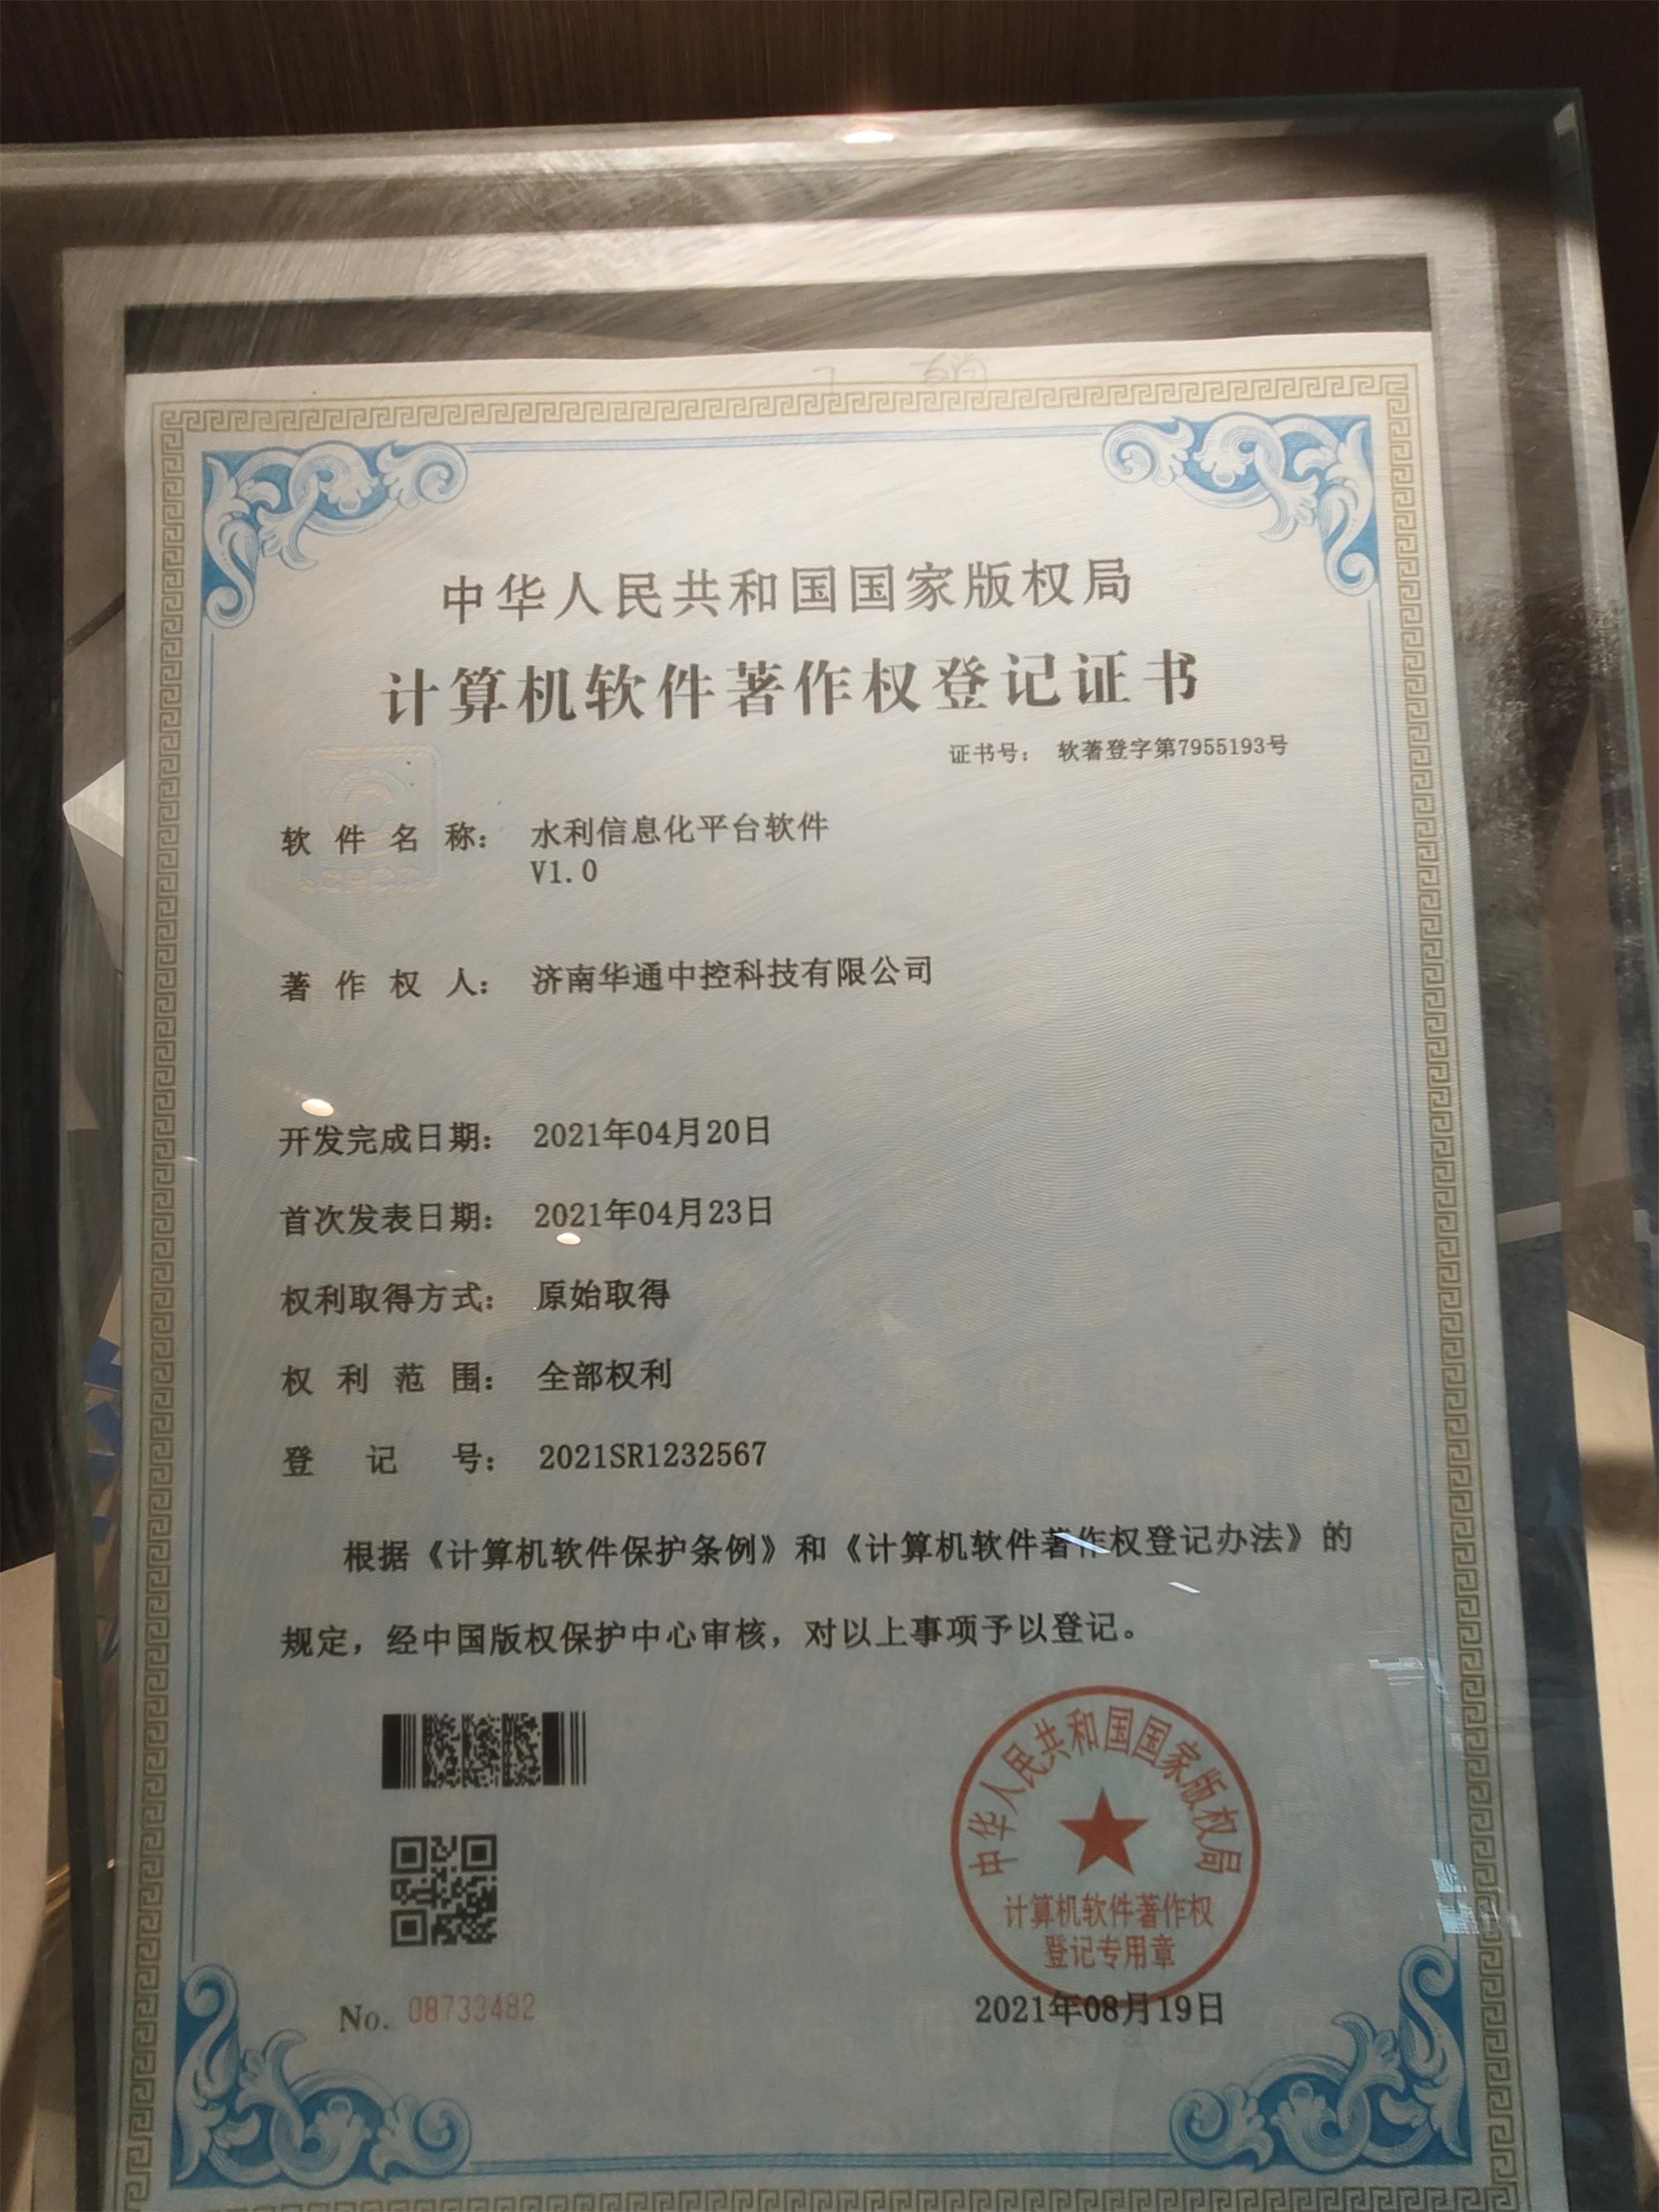 中华人民共和国国家版权局
计算机软件著作权登记证书
证书号： 软著登字第7955193号
软件名称： 水利信息化平台软件
V1.0
著作权人： 济南华通中控科技有限公司
开发完成日期： 2021年04月20日
首次发表日期： 2021年04月23日
权利取得方式： 原始取得
权利范围： 全部权利
登记号： 2021SR1232567
根据《计算机软件保护条例》和《计算机软件著作权登记办法》的
规定，经中国版权保护中心审核，对以上事项予以登记。
中华人民共和国国家版权局
计算机软件著作权
登记专用章
No. 08733482
2021年08月19日